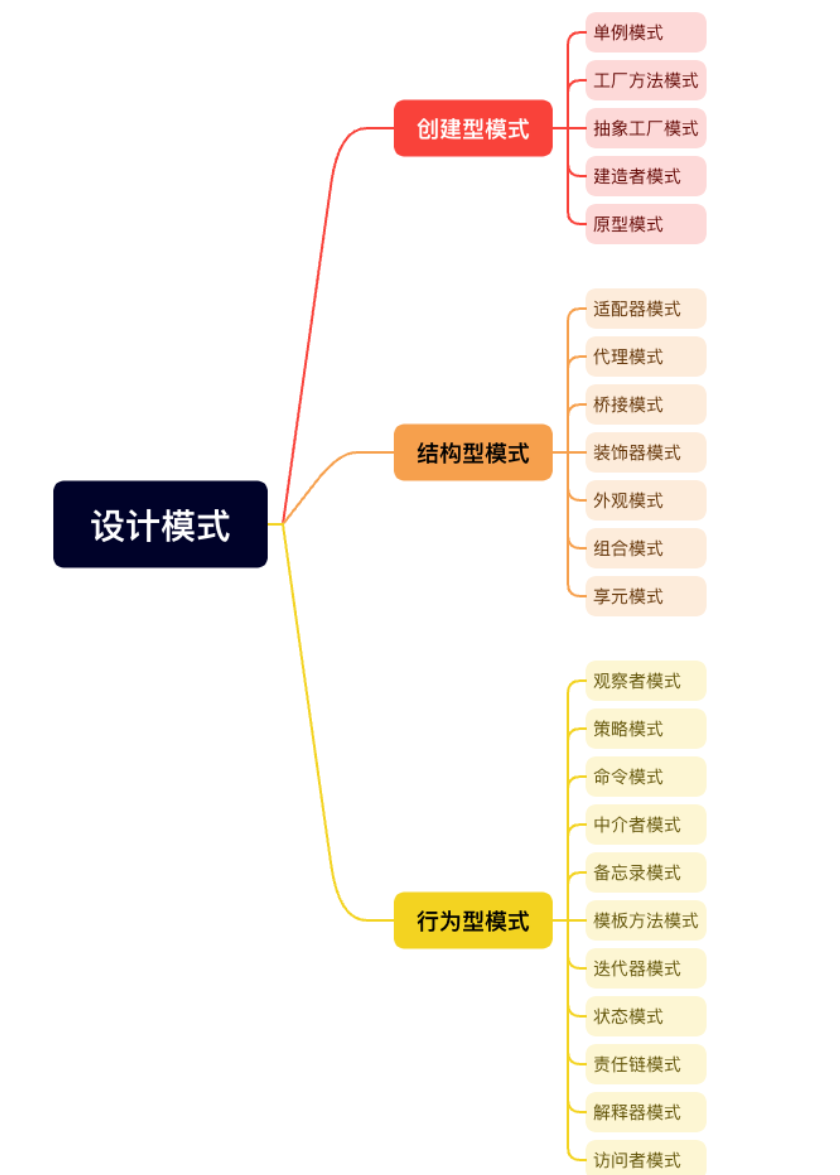 设计模式
创建型模式
单例模式
工厂方法模式
抽象工厂模式
建造者模式
原型模式
结构型模式
适配器模式
代理模式
桥接模式
装饰器模式
外观模式
组合模式
享元模式
行为型模式
观察者模式
策略模式
命令模式
中介者模式
备忘录模式
模板方法模式
迭代器模式
状态模式
责任链模式
解释器模式
访问者模式